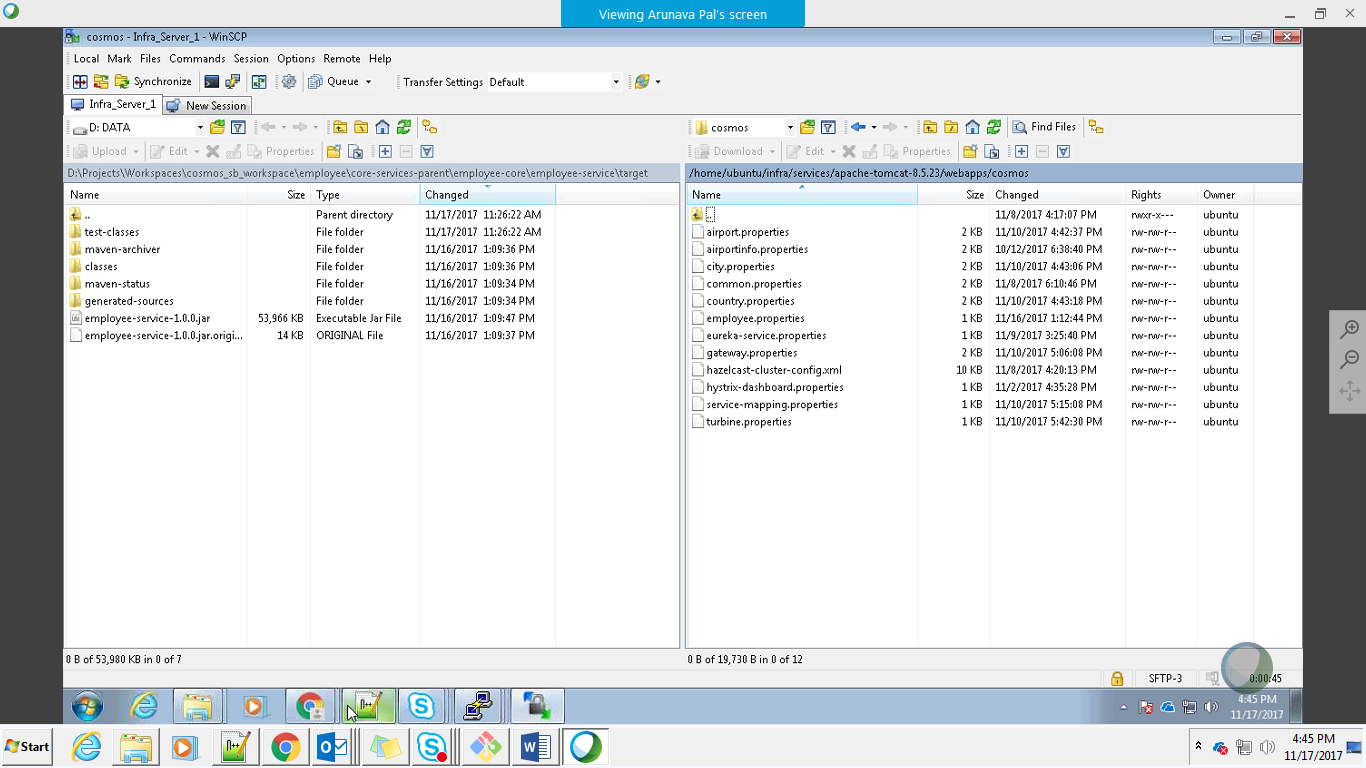 Viewing Arunava Pal's screen
cosmos - Infra_Server_1 - WinSCP
Local Mark Files Commands Session Options Remote Help
Synchronize Queue Transfer Settings Default
Infra_Server_1 New Session
D: DATA
Upload Edit Properties
D:\Projects\Workspaces\cosmos_sb_workspace\employee\core-services-parent\employee-core\employee-service\target
Name Size Type Changed
.. Parent directory 11/17/2017 11:26:22 AM
test-classes File folder 11/17/2017 11:26:22 AM
maven-archiver File folder 11/16/2017 1:09:36 PM
classes File folder 11/16/2017 1:09:36 PM
maven-status File folder 11/16/2017 1:09:34 PM
generated-sources File folder 11/16/2017 1:09:34 PM
employee-service-1.0.0.jar 53,966 KB Executable Jar File 11/16/2017 1:09:47 PM
employee-service-1.0.0.jar.origi... 14 KB ORIGINAL File 11/16/2017 1:09:37 PM
0 B of 53,980 KB in 0 of 7
cosmos Find Files
Download Edit Properties
/home/ubuntu/infra/services/apache-tomcat-8.5.23/webapps/cosmos
Name Size Changed Rights Owner
.. 11/8/2017 4:17:07 PM rwxr-x--- ubuntu
airport.properties 2 KB 11/10/2017 4:42:37 PM rw-rw-r-- ubuntu
airportinfo.properties 2 KB 10/12/2017 6:38:40 PM rw-rw-r-- ubuntu
city.properties 2 KB 11/10/2017 4:43:06 PM rw-rw-r-- ubuntu
common.properties 2 KB 11/8/2017 6:10:46 PM rw-rw-r-- ubuntu
country.properties 2 KB 11/10/2017 4:43:18 PM rw-rw-r-- ubuntu
employee.properties 1 KB 11/16/2017 1:12:44 PM rw-rw-r-- ubuntu
eureka-service.properties 1 KB 11/9/2017 3:25:40 PM rw-rw-r-- ubuntu
gateway.properties 2 KB 11/10/2017 5:06:08 PM rw-rw-r-- ubuntu
hazelcast-cluster-config.xml 10 KB 11/8/2017 4:20:13 PM rw-rw-r-- ubuntu
hystrix-dashboard.properties 1 KB 11/2/2017 4:35:28 PM rw-rw-r-- ubuntu
service-mapping.properties 1 KB 11/10/2017 5:15:08 PM rw-rw-r-- ubuntu
turbine.properties 1 KB 11/10/2017 5:42:30 PM rw-rw-r-- ubuntu
0 B of 19,730 B in 0 of 12
SFTP-3 0:00:45
4:45 PM
11/17/2017
Start
4:45 PM
11/17/2017